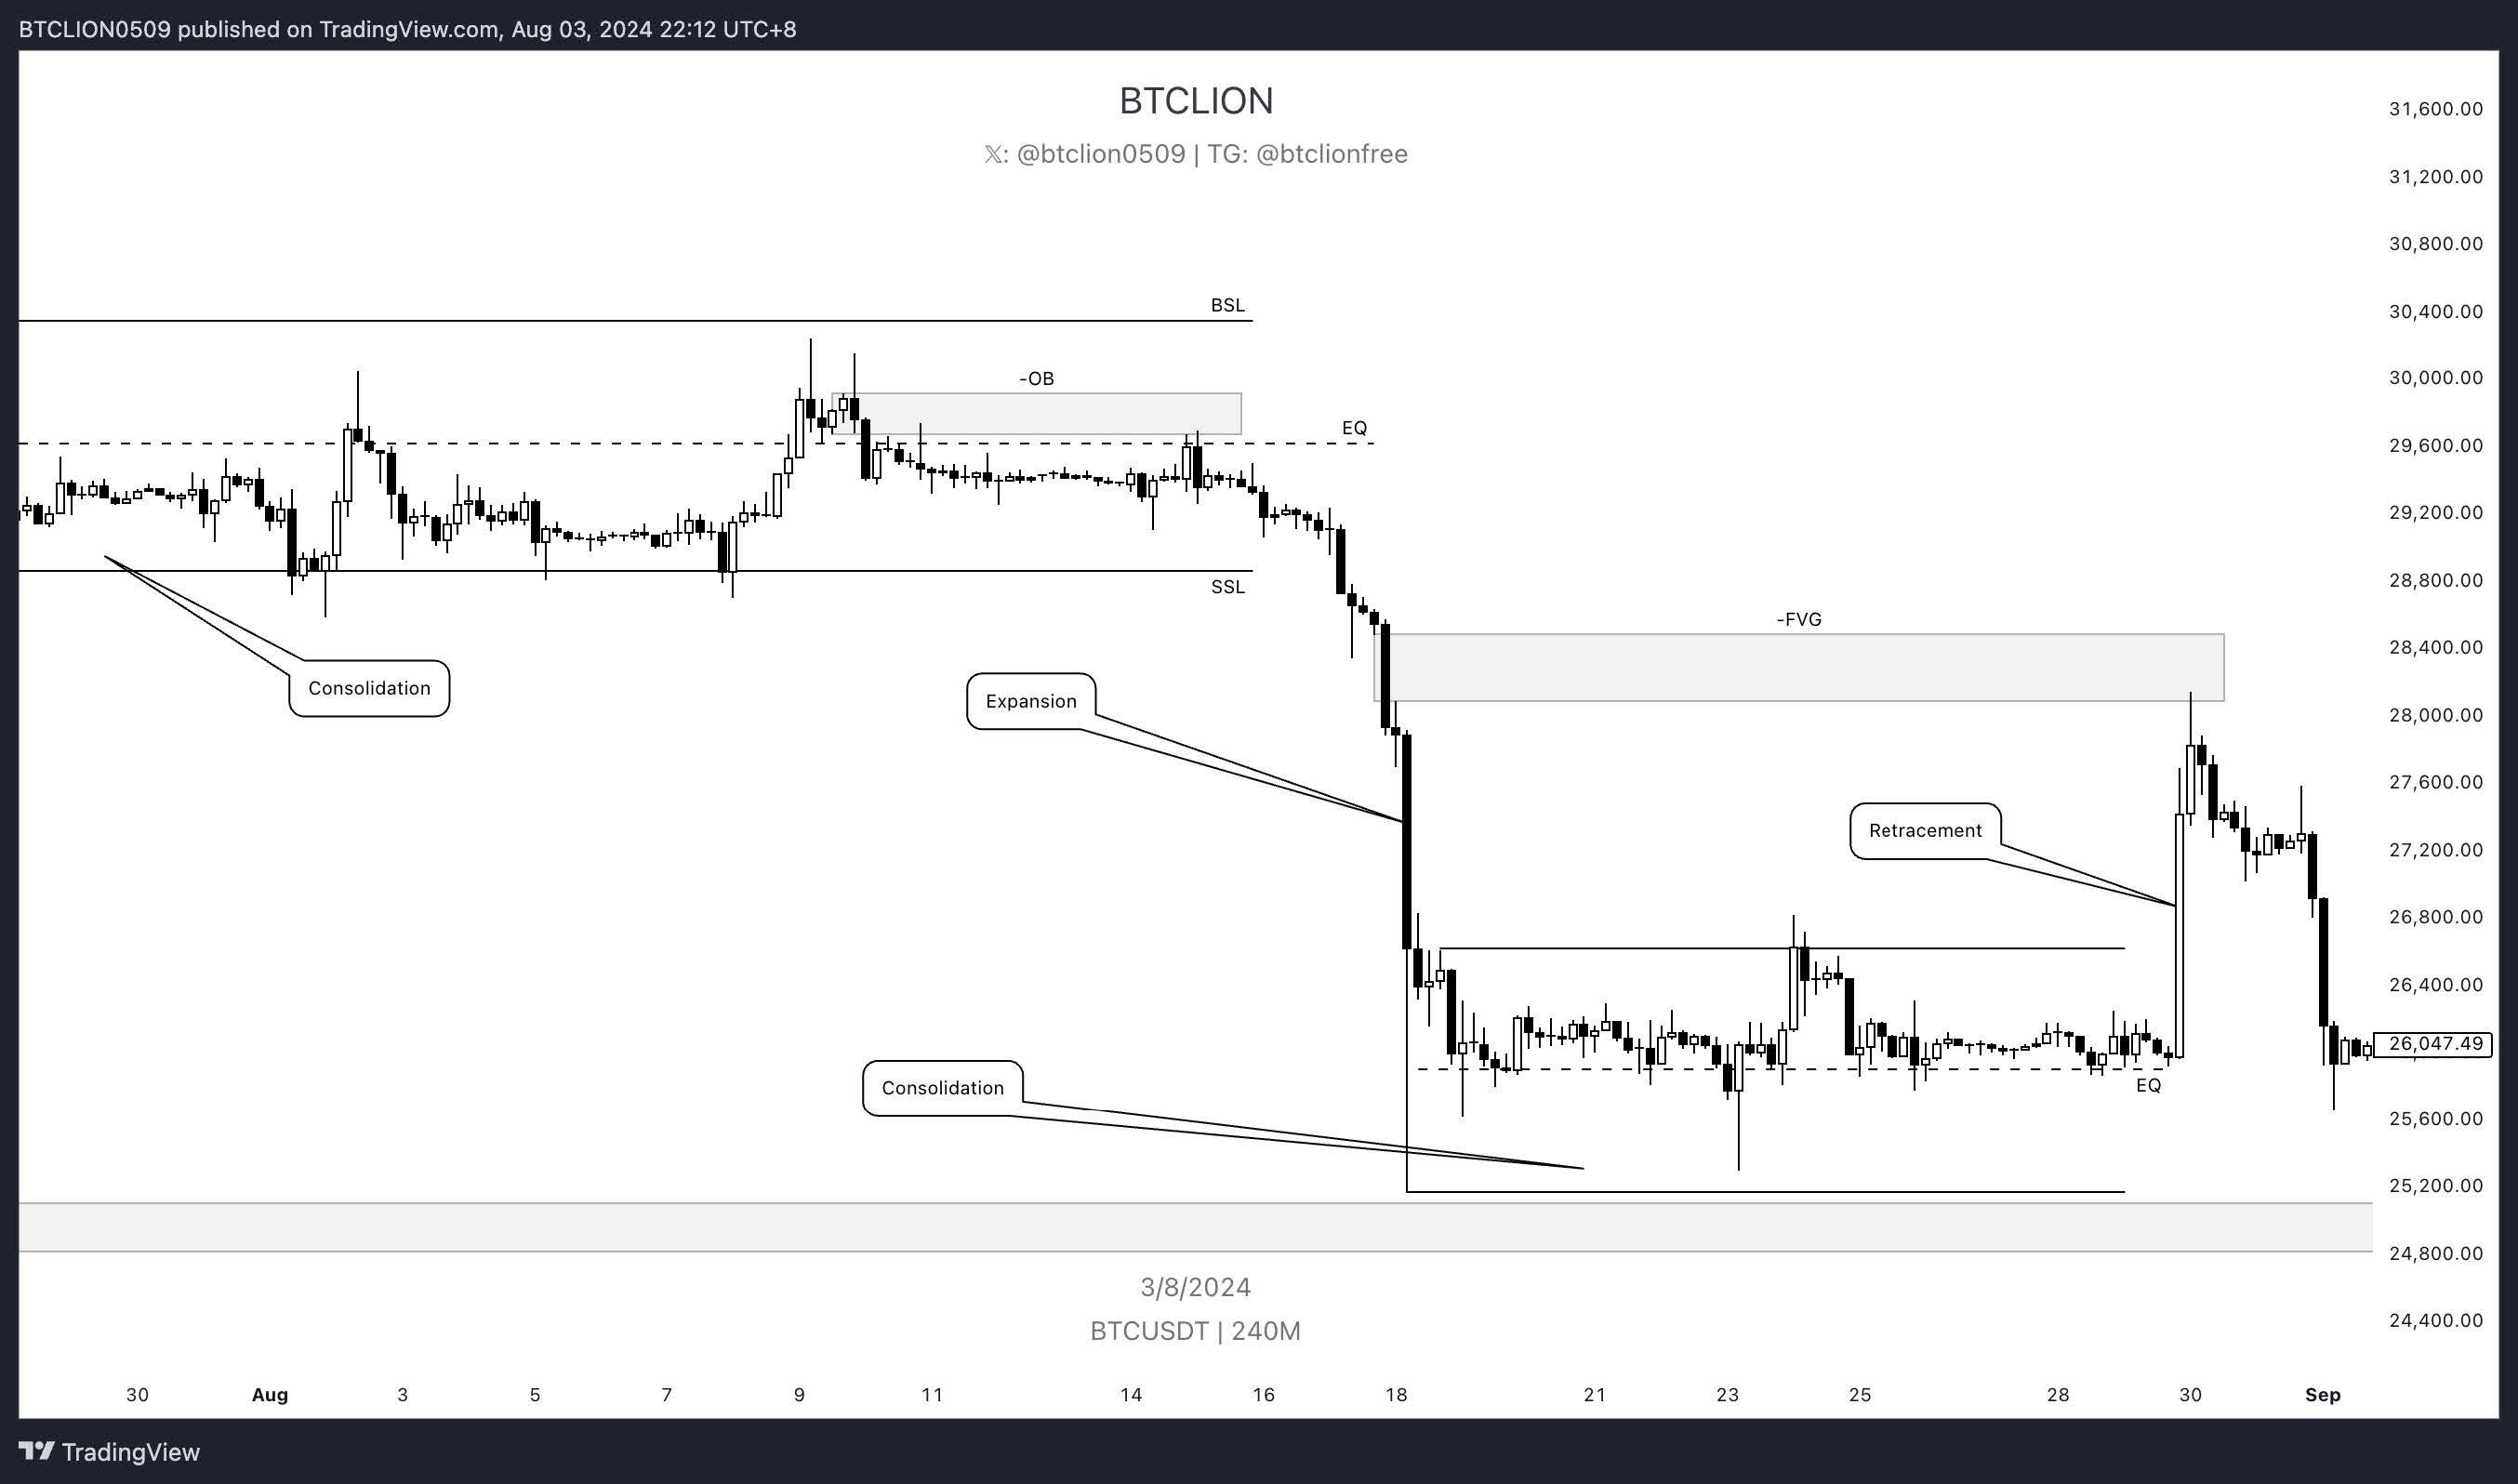 BTCLION0509 published on TradingView.com, Aug 03, 2024 22:12 UTC+8
BTCLION
𝕏: @btclion0509 | TG: @btclionfree
31,600.00
31,200.00
30,800.00
BSL
30,400.00
-OB
30,000.00
EQ
29,600.00
29,200.00
28,800.00
SSL
-FVG
28,400.00
Consolidation
Expansion
28,000.00
27,600.00
Retracement
27,200.00
26,800.00
26,400.00
26,047.49
Consolidation
EQ
25,600.00
25,200.00
24,800.00
3/8/2024
24,400.00
BTCUSDT | 240M
30 Aug 3 5 7 9 11 14 16 18 21 23 25 28 30 Sep
TradingView